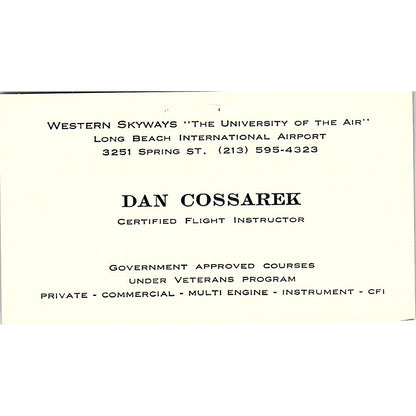 Western Skyways "The University of the Air"
Long Beach International Airport
3251 Spring St. (213) 595-4323
DAN COSSAREK
Certified Flight Instructor
Government approved courses
under Veterans program
private - commercial - multi engine - instrument - cfi